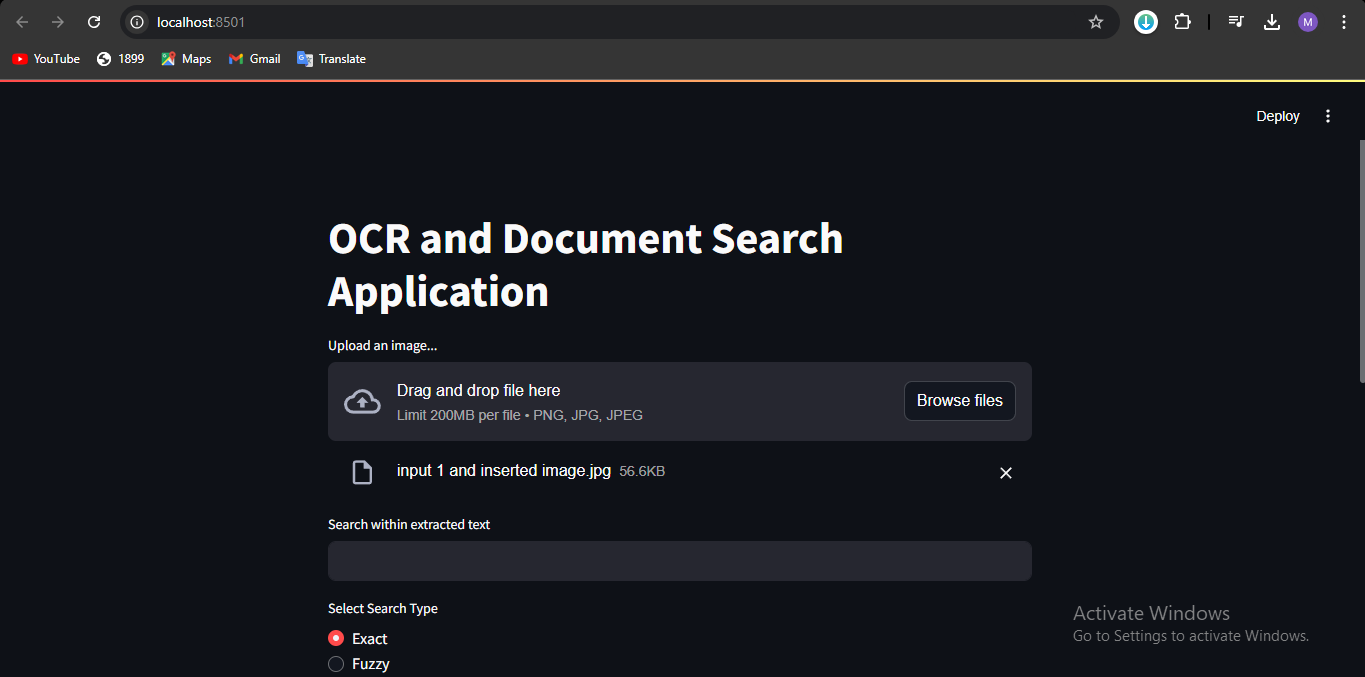 localhost:8501
M
YouTube 1899 Maps Gmail Translate
Deploy
OCR and Document Search
Application
Upload an image...
Drag and drop file here
Limit 200MB per file • PNG, JPG, JPEG
Browse files
input 1 and inserted image.jpg 56.6KB
Search within extracted text
Select Search Type
Exact
Fuzzy
Activate Windows
Go to Settings to activate Windows.